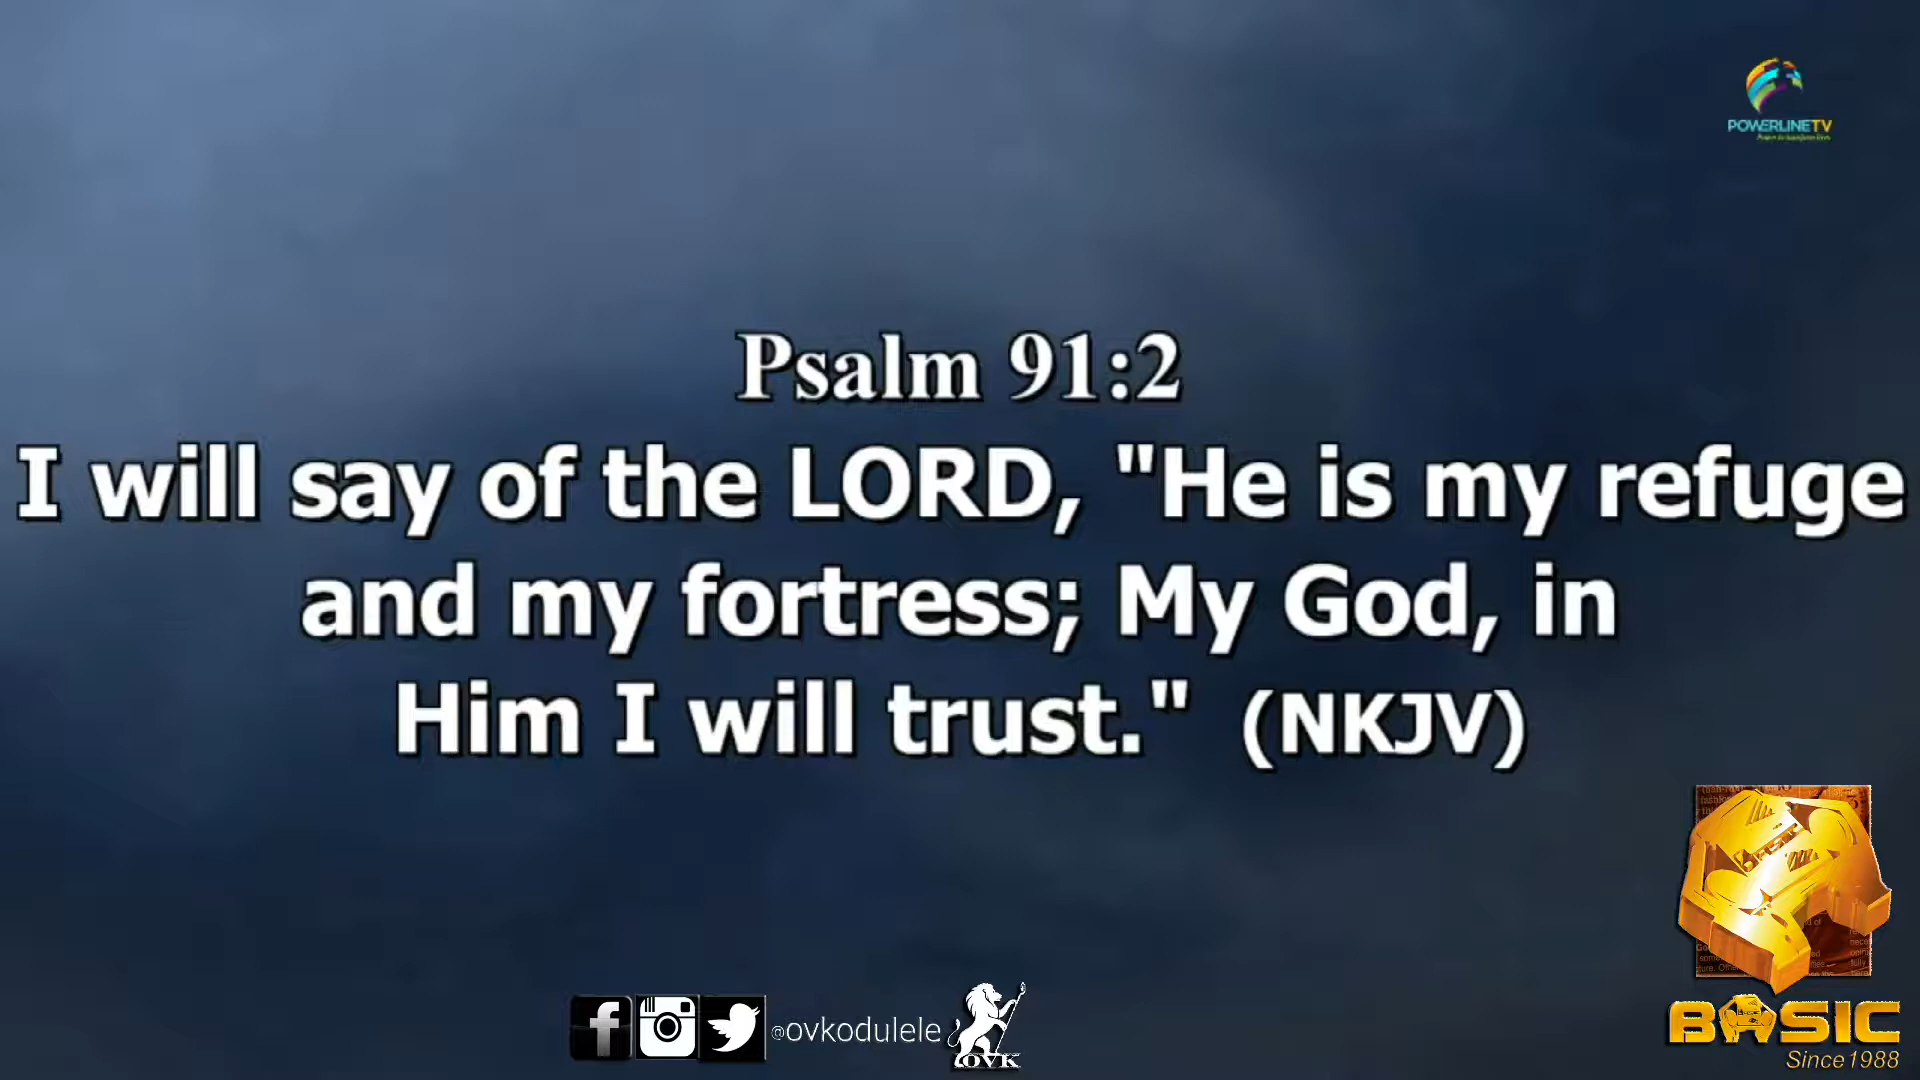 POWERLINETV
Psalm 91:2
I will say of the LORD, "He is my refuge
and my fortress; My God, in
Him I will trust." (NKJV)
@ovkodulele
OVK
BASIC
Since 1988